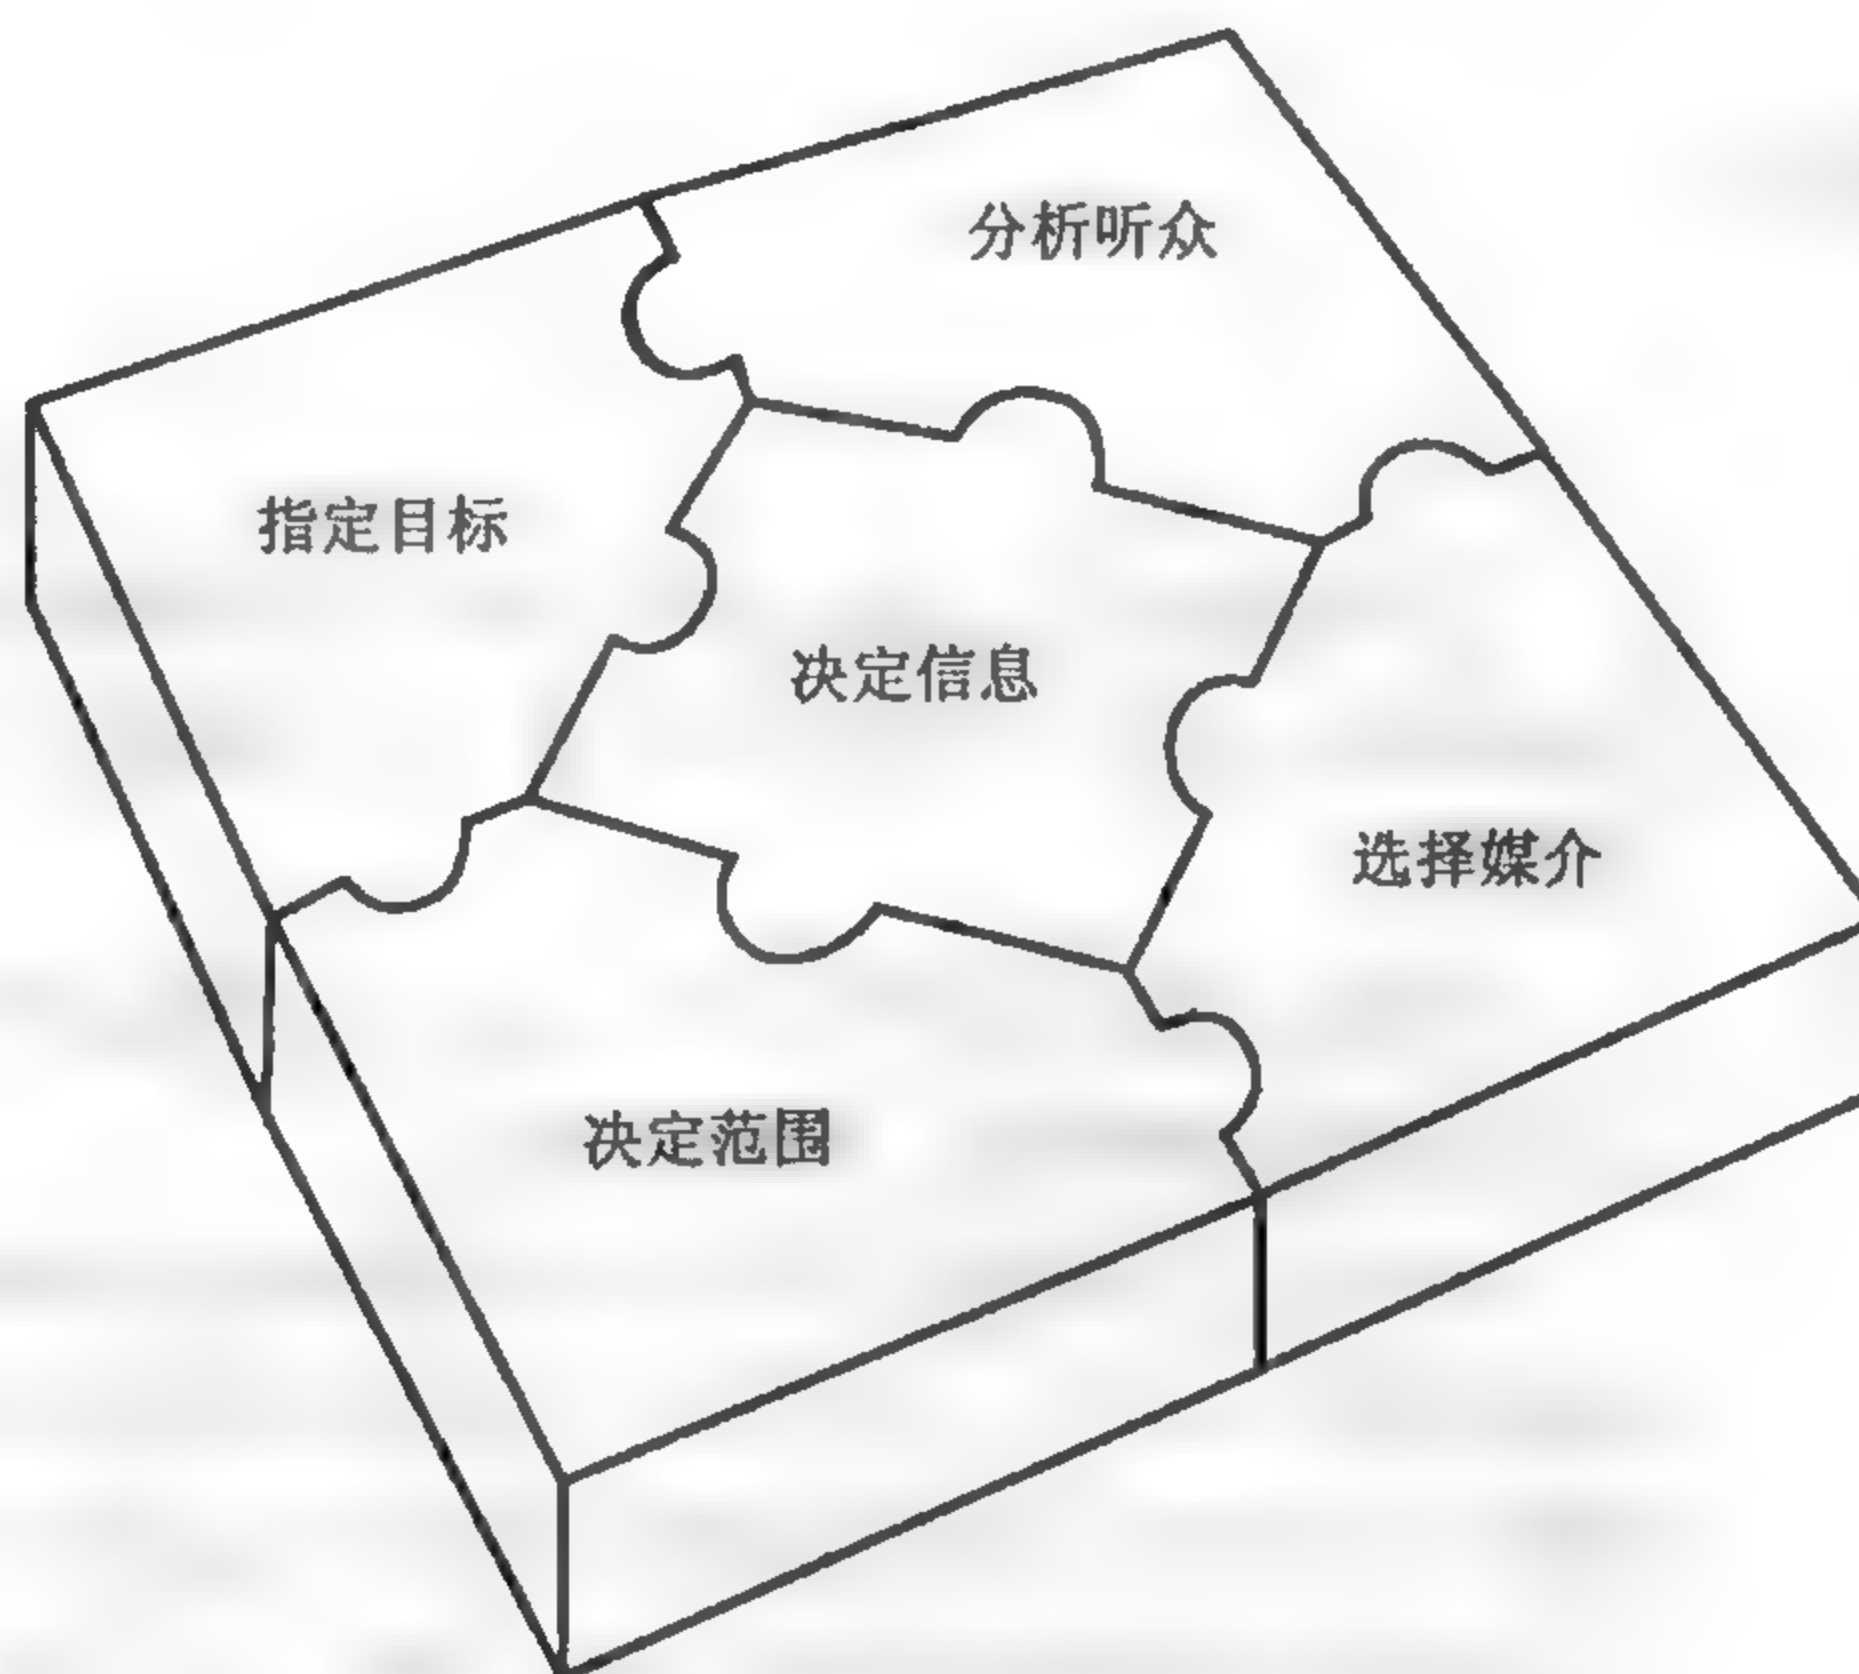 分析听众
指定目标
决定信息
选择媒介
决定范围